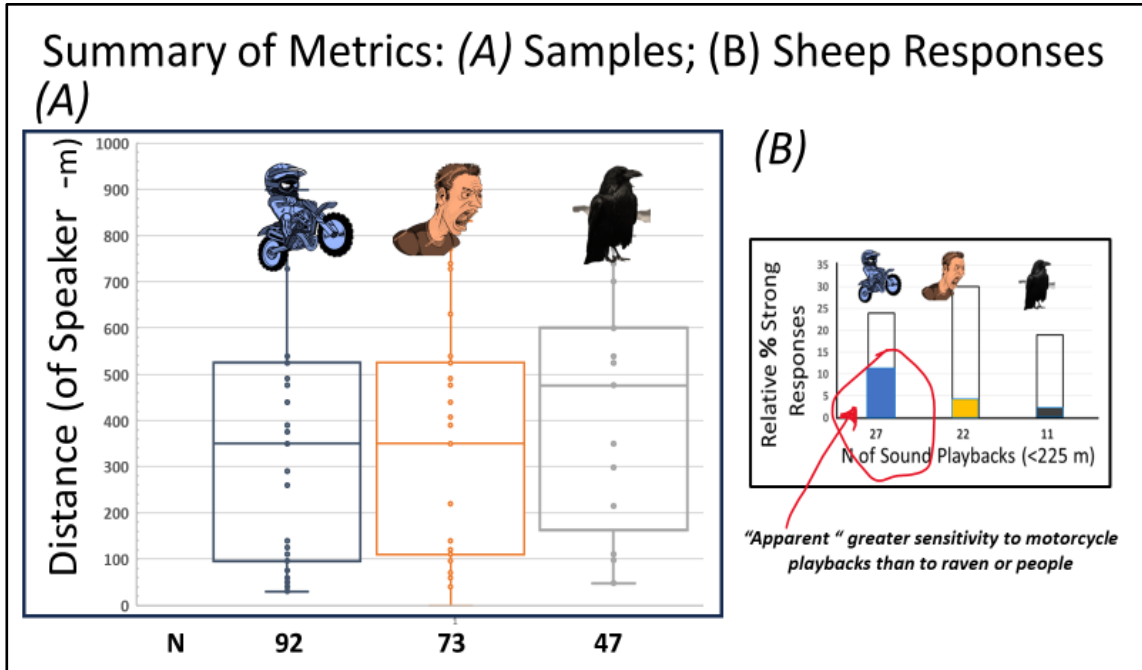 Summary of Metrics: (A) Samples; (B) Sheep Responses
(A)
Distance (of Speaker -m)
1000
900
800
700
600
500
400
300
200
100
0
1
N 92 73 47
(B)
Relative % Strong
Responses
35
30
25
20
15
10
5
0
27 22 11
N of Sound Playbacks (<225 m)
"Apparent " greater sensitivity to motorcycle
playbacks than to raven or people